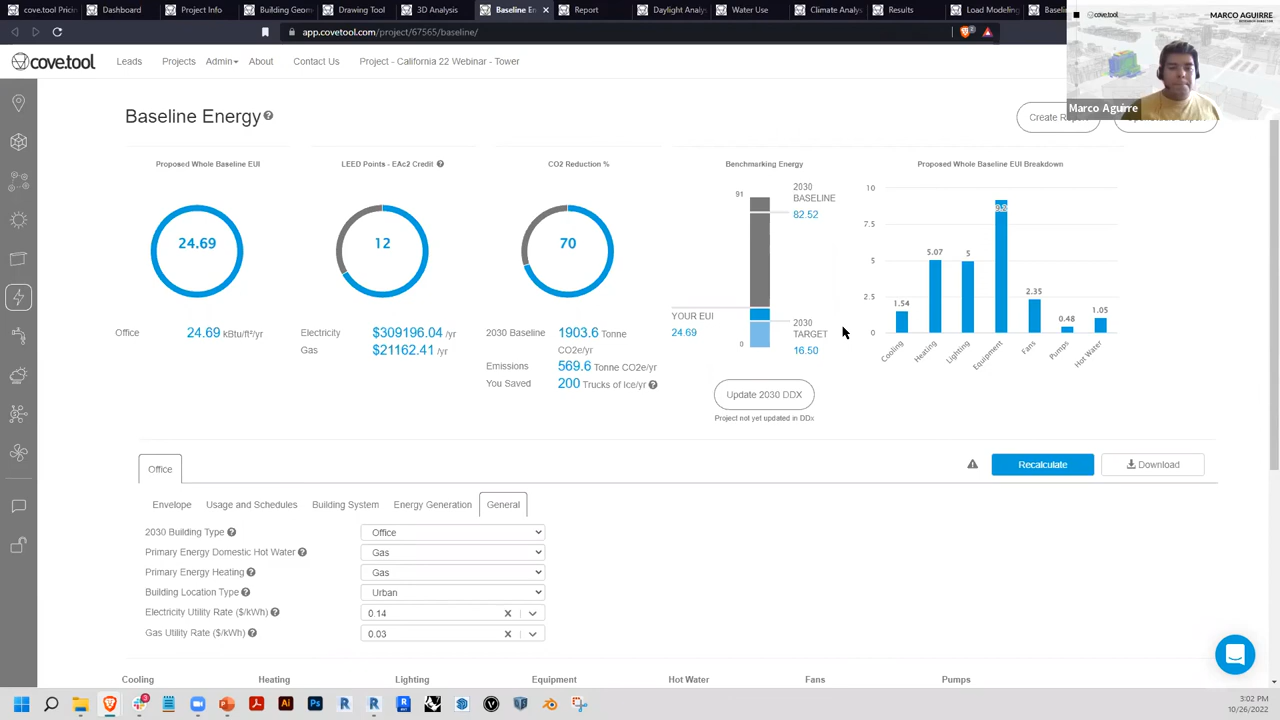 cove.tool Pric
Dashboard
Project Info
Building Geom
Drawing Tool
3D Analysis
Baseline En
Report
Daylight Analy
Water Use
Climate Analys
Results
Load Modeling
Baseli
app.covetool.com/project/67565/baseline/
cove.tool
Leads
Projects
Admin
About
Contact Us
Project - California 22 Webinar - Tower
cove.tool
MARCO AGUIRRE
Marco Aguirre
Baseline Energy
Create Rep
Proposed Whole Baseline EUI
LEED Points - EAc2 Credit
CO2 Reduction %
Benchmarking Energy
Proposed Whole Baseline EUI Breakdown
24.69
12
70
91
2030 BASELINE
82.52
YOUR EUI
24.69
2030 TARGET
16.50
0
10
7.5
5
2.5
0
1.54
5.07
5
9.2
2.35
0.48
1.05
Cooling
Heating
Lighting
Equipment
Fans
Pumps
Hot Water
Office 24.69 kBtu/ft²/yr
Electricity $309196.04 /yr
Gas $21162.41 /yr
2030 Baseline 1903.6 Tonne
CO2e/yr
Emissions 569.6 Tonne CO2e/yr
You Saved 200 Trucks of Ice/yr
Update 2030 DDX
Project not yet updated in DDx
Office
Recalculate
Download
Envelope
Usage and Schedules
Building System
Energy Generation
General
2030 Building Type Office
Primary Energy Domestic Hot Water Gas
Primary Energy Heating Gas
Building Location Type Urban
Electricity Utility Rate ($/kWh) 0.14
Gas Utility Rate ($/kWh) 0.03
Cooling
Heating
Lighting
Equipment
Hot Water
Fans
Pumps
3:02 PM
10/26/2022